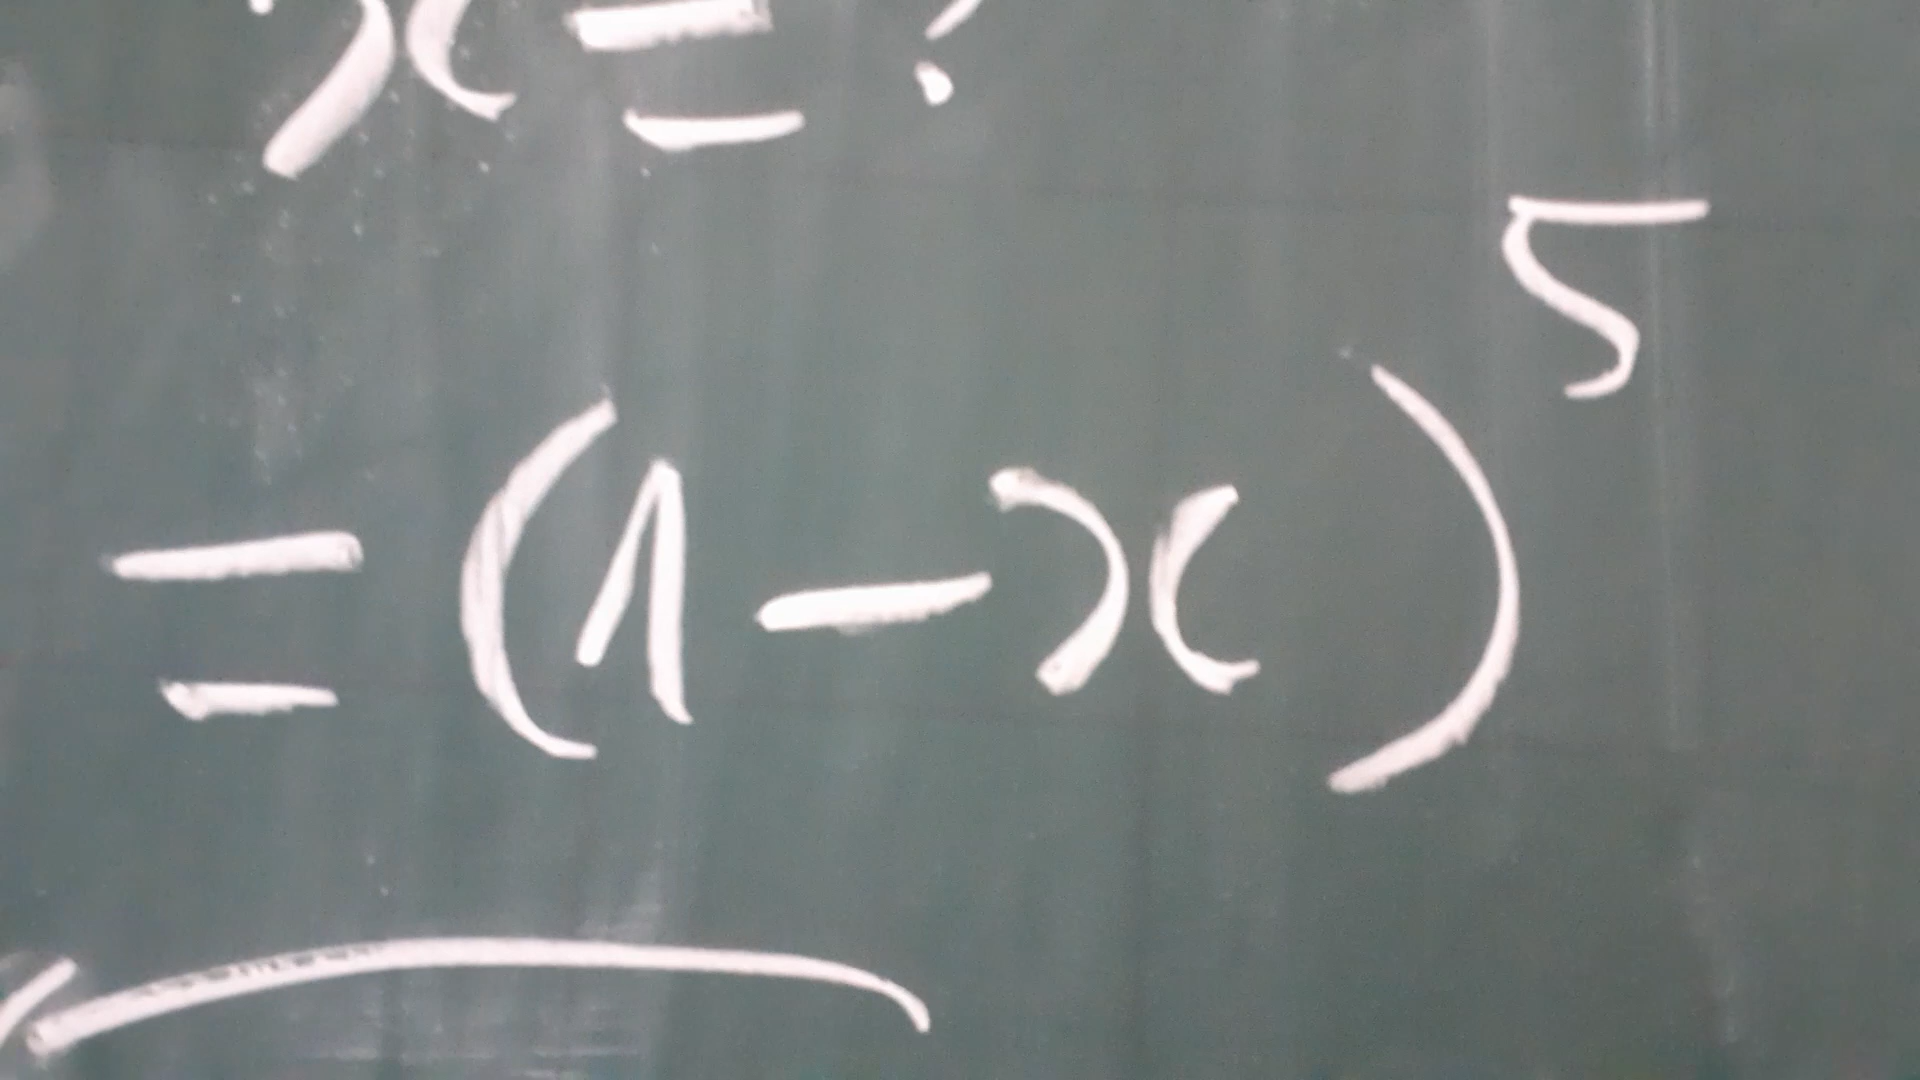 x = ?
= (1 - x)^5